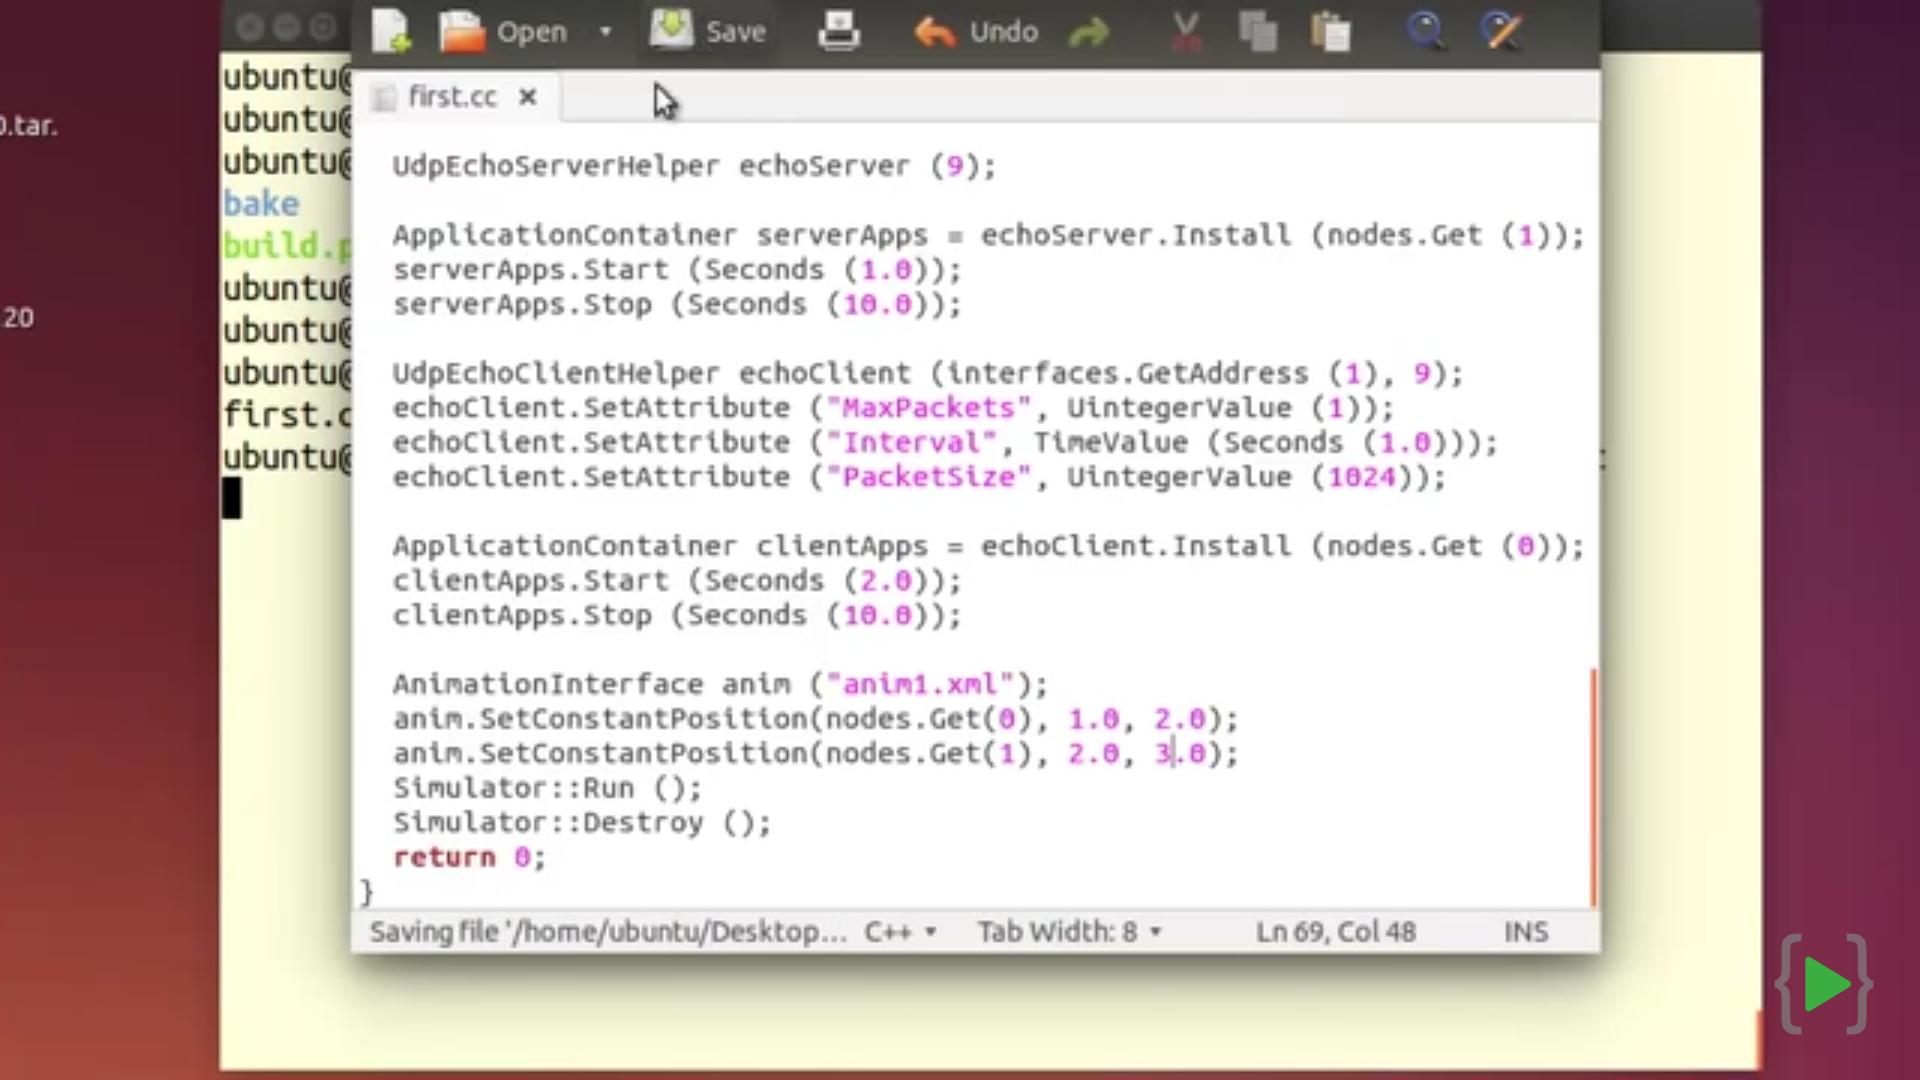 Open
Save
Undo
first.cc
ubuntu@
ubuntu@
ubuntu@
bake
build.p
ubuntu@
ubuntu@
ubuntu@
first.c
ubuntu@
0.tar.
20
UdpEchoServerHelper echoServer (9);
ApplicationContainer serverApps = echoServer.Install (nodes.Get (1));
serverApps.Start (Seconds (1.0));
serverApps.Stop (Seconds (10.0));
UdpEchoClientHelper echoClient (interfaces.GetAddress (1), 9);
echoClient.SetAttribute ("MaxPackets", UintegerValue (1));
echoClient.SetAttribute ("Interval", TimeValue (Seconds (1.0)));
echoClient.SetAttribute ("PacketSize", UintegerValue (1024));
ApplicationContainer clientApps = echoClient.Install (nodes.Get (0));
clientApps.Start (Seconds (2.0));
clientApps.Stop (Seconds (10.0));
AnimationInterface anim ("anim1.xml");
anim.SetConstantPosition(nodes.Get(0), 1.0, 2.0);
anim.SetConstantPosition(nodes.Get(1), 2.0, 3.0);
Simulator::Run ();
Simulator::Destroy ();
return 0;
}
Saving file '/home/ubuntu/Desktop... C++ Tab Width: 8 Ln 69, Col 48 INS